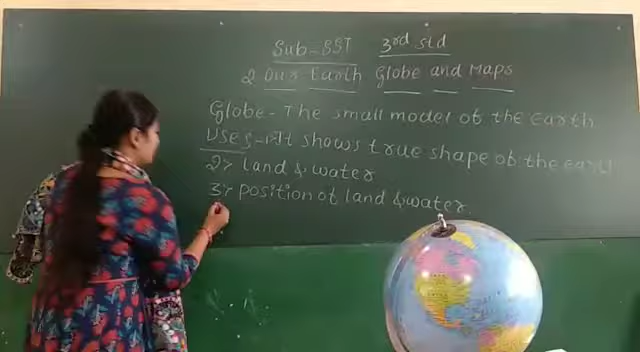 Sub-SST 3rd std
2 Our Earth Globe and Maps
Globe - The small model of the earth
Uses - 1> It shows true shape of the earth
2> land & water
3> position of land & water